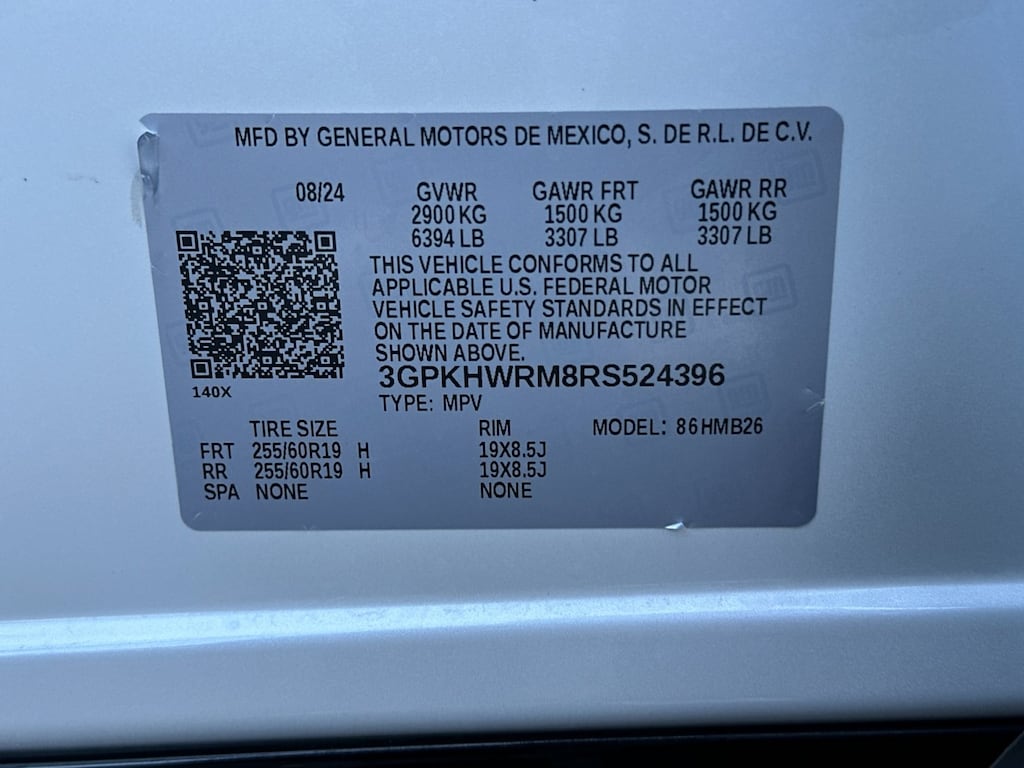 MFD BY GENERAL MOTORS DE MEXICO, S. DE R.L. DE C.V.
08/24 GVWR GAWR FRT GAWR RR
2900 KG 1500 KG 1500 KG
6394 LB 3307 LB 3307 LB
THIS VEHICLE CONFORMS TO ALL
APPLICABLE U.S. FEDERAL MOTOR
VEHICLE SAFETY STANDARDS IN EFFECT
ON THE DATE OF MANUFACTURE
SHOWN ABOVE.
3GPKHWRM8RS524396
140X
TYPE: MPV
TIRE SIZE RIM MODEL: 86HMB26
FRT 255/60R19 H 19X8.5J
RR 255/60R19 H 19X8.5J
SPA NONE NONE